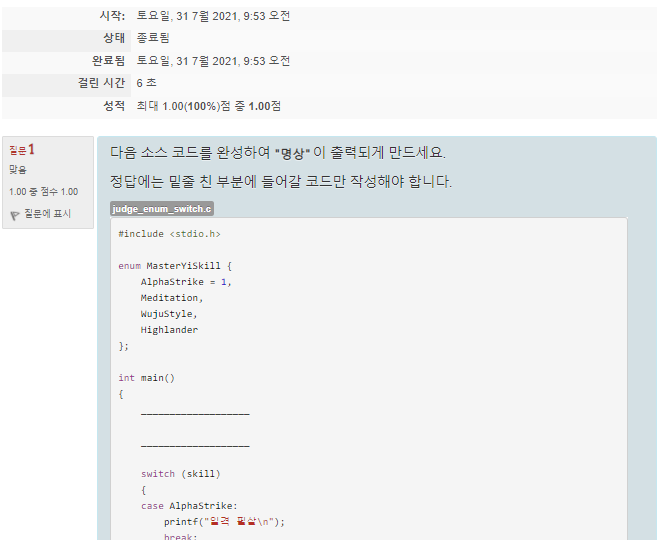 시작: 토요일, 31 7월 2021, 9:53 오전
상태 종료됨
완료됨 토요일, 31 7월 2021, 9:53 오전
걸린 시간 6 초
성적 최대 1.00(100%)점 중 1.00점
질문 1
맞음
1.00 중 점수 1.00
질문에 표시
다음 소스 코드를 완성하여 "명상" 이 출력되게 만드세요.
정답에는 밑줄 친 부분에 들어갈 코드만 작성해야 합니다.
judge_enum_switch.c
#include <stdio.h>
enum MasterYiSkill {
AlphaStrike = 1,
Meditation,
WujuStyle,
Highlander
};
int main()
{
___________________
___________________
switch (skill)
{
case AlphaStrike:
printf("일격 필살\n");
break;